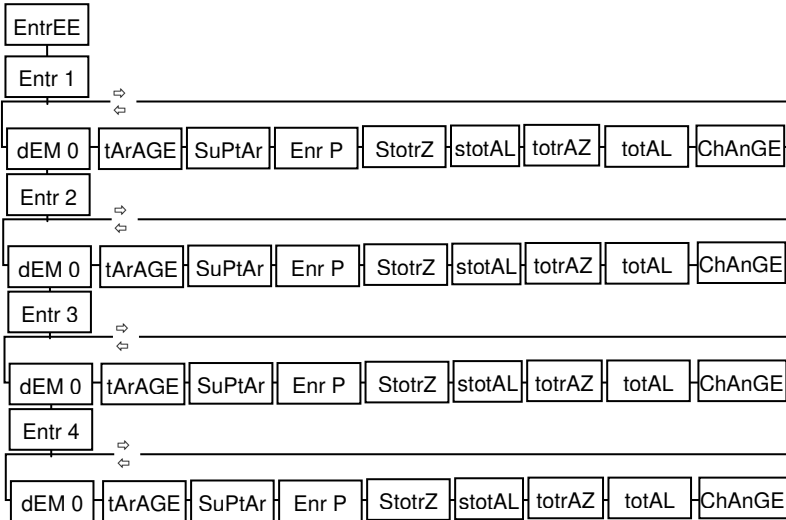 EntrEE
Entr 1
dEM 0 tArAGE SuPtAr Enr P StotrZ stotAL totrAZ totAL ChAnGE
Entr 2
dEM 0 tArAGE SuPtAr Enr P StotrZ stotAL totrAZ totAL ChAnGE
Entr 3
dEM 0 tArAGE SuPtAr Enr P StotrZ stotAL totrAZ totAL ChAnGE
Entr 4
dEM 0 tArAGE SuPtAr Enr P StotrZ stotAL totrAZ totAL ChAnGE